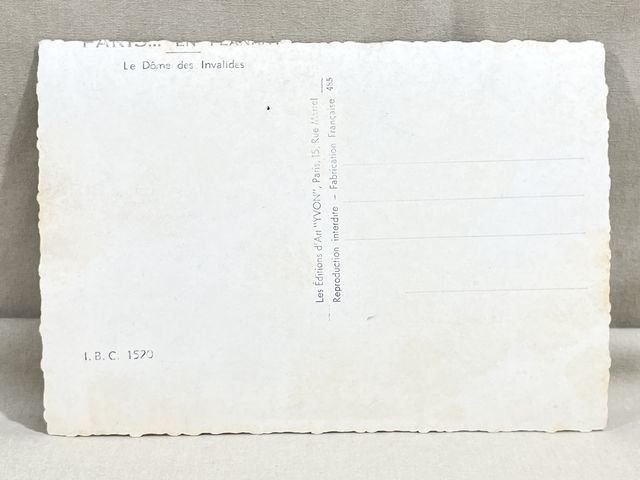 PARIS... EN FLANANT
Le Dôme des Invalides
Les Éditions d'Art "YVON", Paris, 15, Rue Martel
Reproduction interdite - Fabrication Française 485
I.B.C. 1520